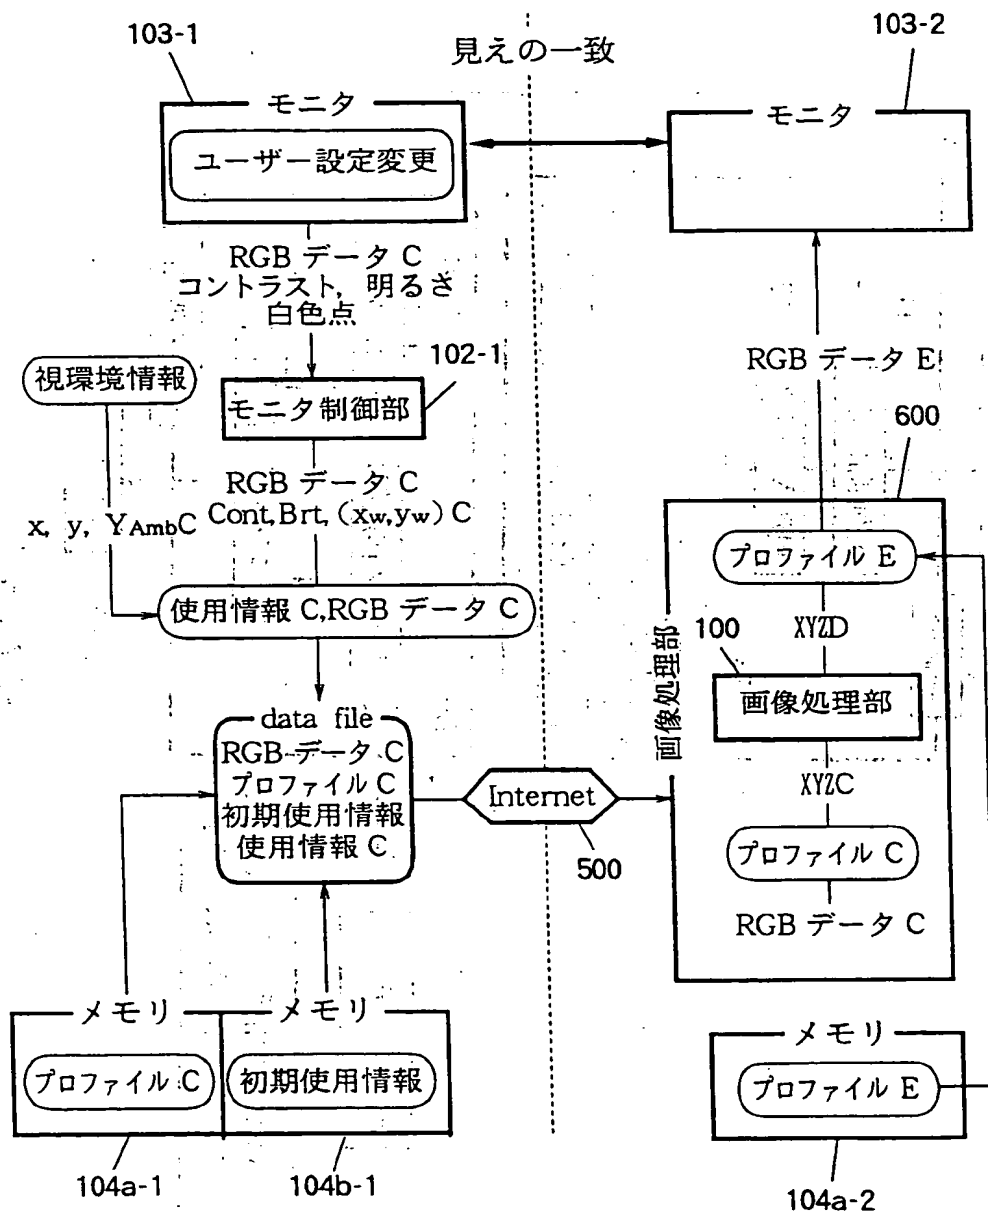 103-1
見えの一致
103-2
モニタ
ユーザー設定変更
モニタ
RGB データ C
コントラスト, 明るさ
白色点
視環境情報
102-1
モニタ制御部
RGB データ E
600
RGB データ C
Cont,Brt, (xw,yw) C
x, y, YAmbC
使用情報 C,RGB データ C
プロファイル E
XYZD
100
画像処理部
画像処理部
XYZC
プロファイル C
RGB データ C
data file
RGB データ C
プロファイル C
初期使用情報
使用情報 C
Internet
500
メモリ
メモリ
プロファイル C
初期使用情報
メモリ
プロファイル E
104a-1
104b-1
104a-2